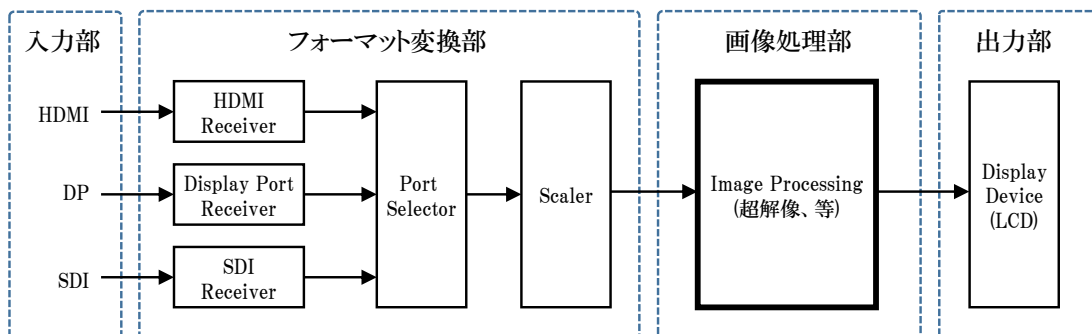 入力部
フォーマット変換部
画像処理部
出力部
HDMI
HDMI
Receiver
DP
Display Port
Receiver
SDI
SDI
Receiver
Port
Selector
Scaler
Image Processing
(超解像、等)
Display
Device
(LCD)